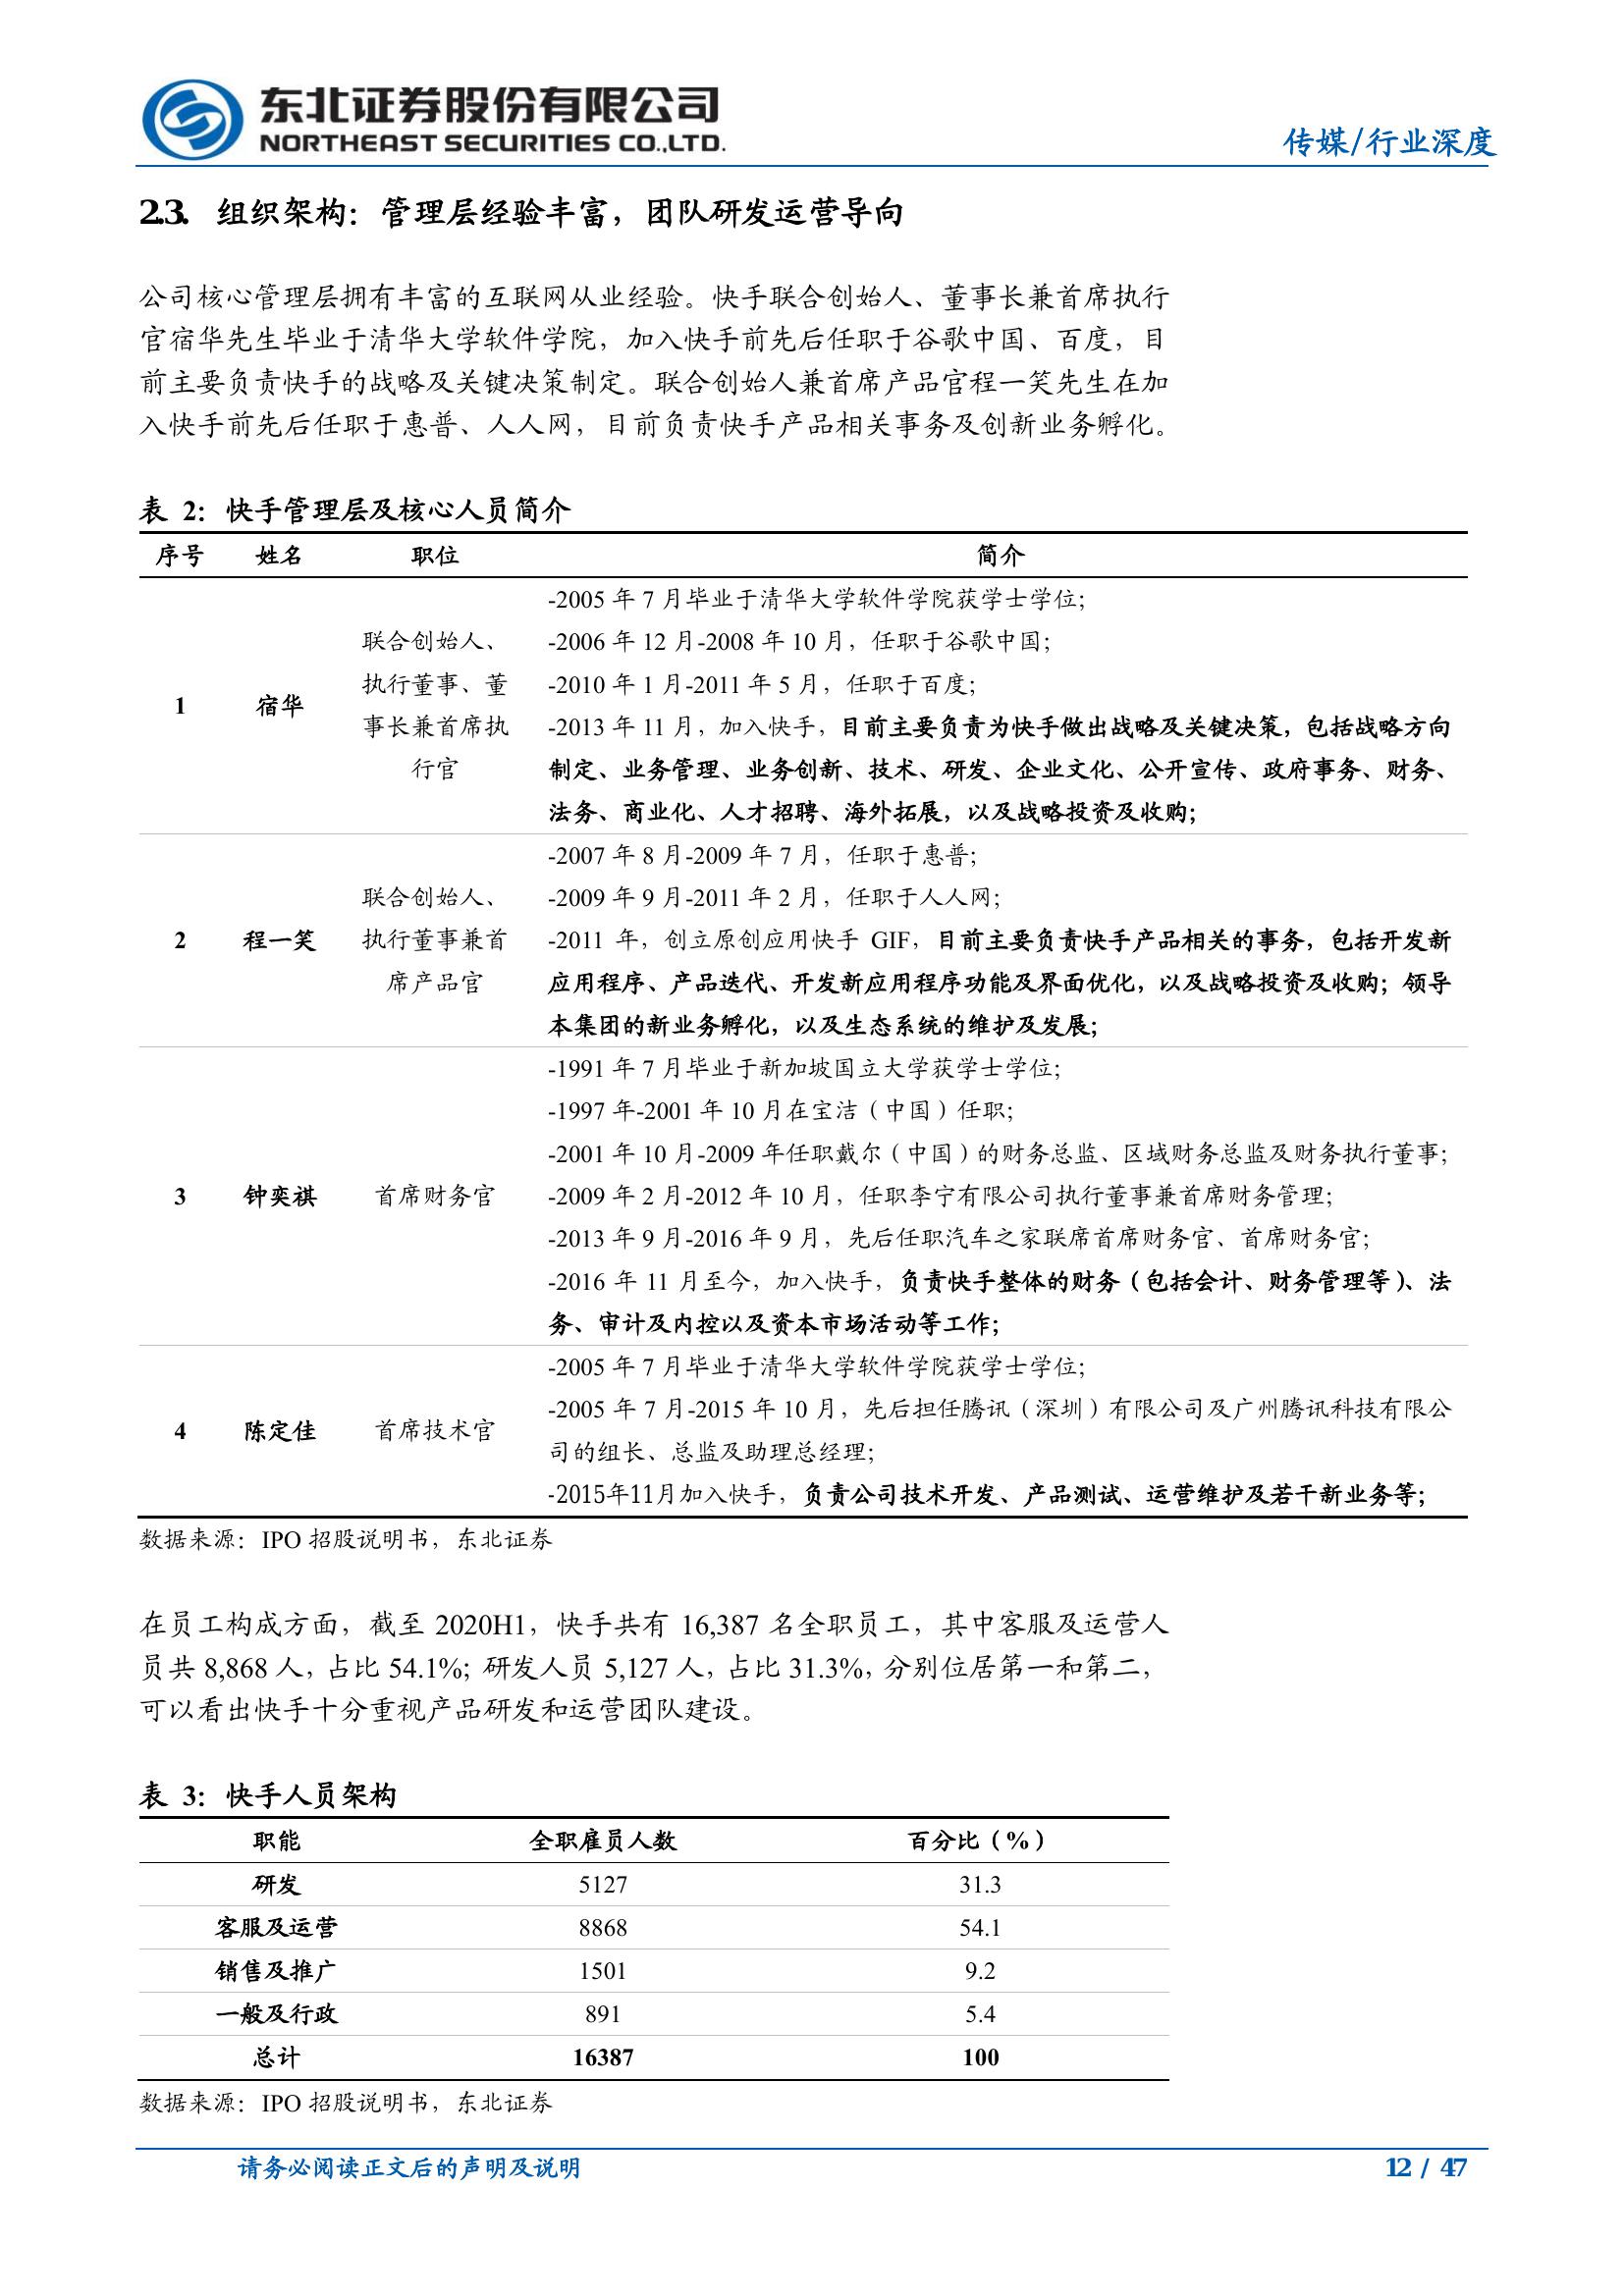 东北证券股份有限公司
NORTHEAST SECURITIES CO.,LTD.
传媒/行业深度
2.3. 组织架构：管理层经验丰富，团队研发运营导向
公司核心管理层拥有丰富的互联网从业经验。快手联合创始人、董事长兼首席执行
官宿华先生毕业于清华大学软件学院，加入快手前先后任职于谷歌中国、百度，目
前主要负责快手的战略及关键决策制定。联合创始人兼首席产品官程一笑先生在加
入快手前先后任职于惠普、人人网，目前负责快手产品相关事务及创新业务孵化。
表 2：快手管理层及核心人员简介
序号 姓名 职位 简介
1 宿华
联合创始人、
执行董事、董
事长兼首席执
行官
-2005 年 7 月毕业于清华大学软件学院获学士学位；
-2006 年 12 月-2008 年 10 月，任职于谷歌中国；
-2010 年 1 月-2011 年 5 月，任职于百度；
-2013 年 11 月，加入快手，目前主要负责为快手做出战略及关键决策，包括战略方向
制定、业务管理、业务创新、技术、研发、企业文化、公开宣传、政府事务、财务、
法务、商业化、人才招聘、海外拓展，以及战略投资及收购；
2 程一笑
联合创始人、
执行董事兼首
席产品官
-2007 年 8 月-2009 年 7 月，任职于惠普；
-2009 年 9 月-2011 年 2 月，任职于人人网；
-2011 年，创立原创应用快手 GIF，目前主要负责快手产品相关的事务，包括开发新
应用程序、产品迭代、开发新应用程序功能及界面优化，以及战略投资及收购；领导
本集团的新业务孵化，以及生态系统的维护及发展；
3 钟奕祺 首席财务官
-1991 年 7 月毕业于新加坡国立大学获学士学位；
-1997 年-2001 年 10 月在宝洁（中国）任职；
-2001 年 10 月-2009 年任职戴尔（中国）的财务总监、区域财务总监及财务执行董事；
-2009 年 2 月-2012 年 10 月，任职李宁有限公司执行董事兼首席财务管理；
-2013 年 9 月-2016 年 9 月，先后任职汽车之家联席首席财务官、首席财务官；
-2016 年 11 月至今，加入快手，负责快手整体的财务（包括会计、财务管理等）、法
务、审计及内控以及资本市场活动等工作；
4 陈定佳 首席技术官
-2005 年 7 月毕业于清华大学软件学院获学士学位；
-2005 年 7 月-2015 年 10 月，先后担任腾讯（深圳）有限公司及广州腾讯科技有限公
司的组长、总监及助理总经理；
-2015年11月加入快手，负责公司技术开发、产品测试、运营维护及若干新业务等；
数据来源：IPO 招股说明书，东北证券
在员工构成方面，截至 2020H1，快手共有 16,387 名全职员工，其中客服及运营人
员共 8,868 人，占比 54.1%；研发人员 5,127 人，占比 31.3%，分别位居第一和第二，
可以看出快手十分重视产品研发和运营团队建设。
表 3：快手人员架构
职能 全职雇员人数 百分比（%）
研发 5127 31.3
客服及运营 8868 54.1
销售及推广 1501 9.2
一般及行政 891 5.4
总计 16387 100
数据来源：IPO 招股说明书，东北证券
请务必阅读正文后的声明及说明
12 / 47